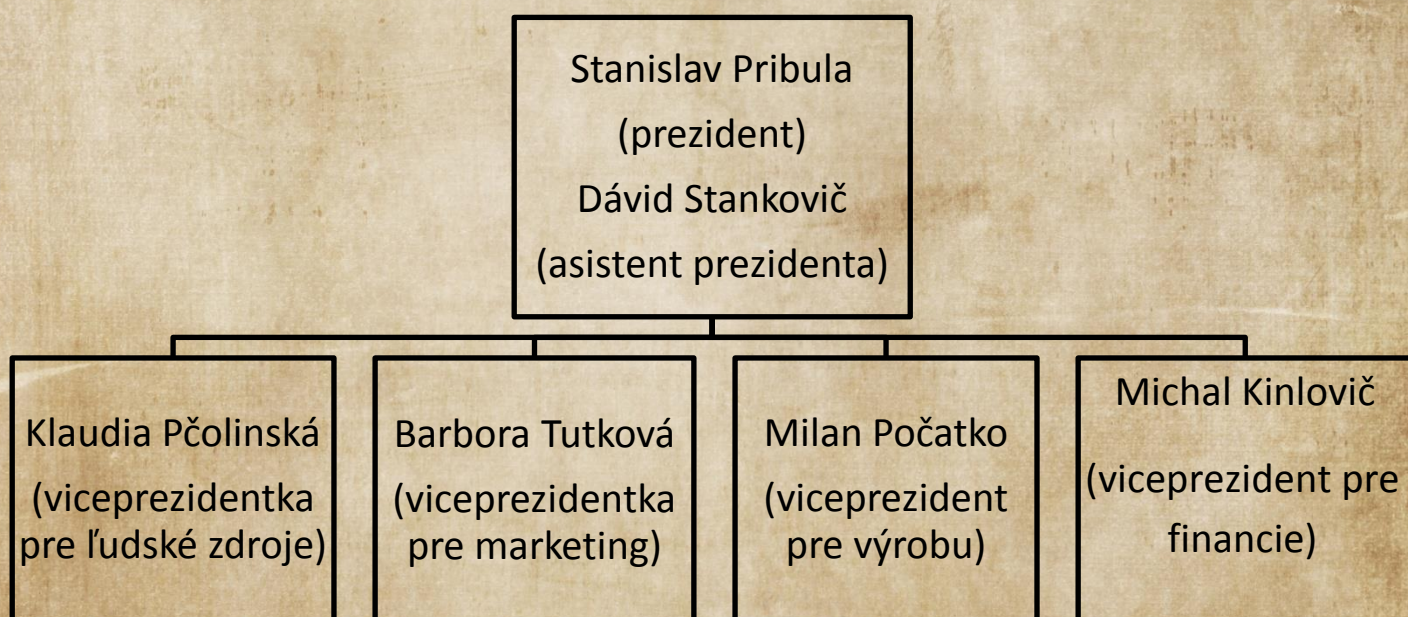 Stanislav Pribula
(prezident)
Dávid Stankovič
(asistent prezidenta)
Klaudia Pčolinská
(viceprezidentka
pre ľudské zdroje)
Barbora Tutková
(viceprezidentka
pre marketing)
Milan Počatko
(viceprezident
pre výrobu)
Michal Kinlovič
(viceprezident pre
financie)